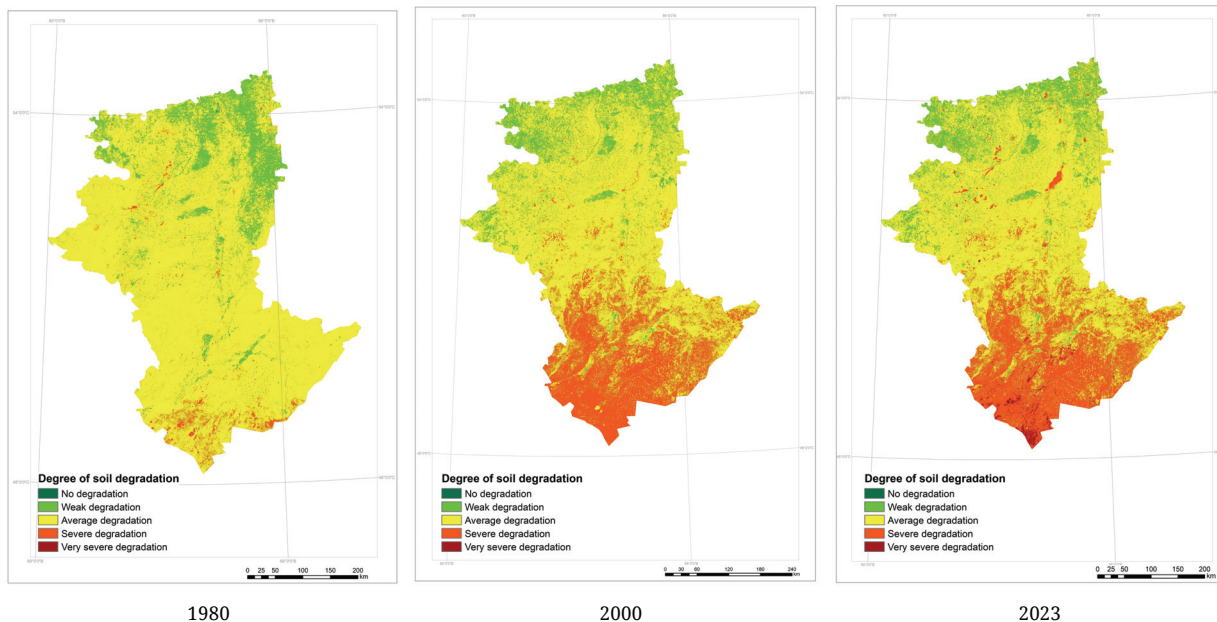 Degree of soil degradation
No degradation
Weak degradation
Average degradation
Severe degradation
Very severe degradation
0 25 50 100 150 200
km
1980
Degree of soil degradation
No degradation
Weak degradation
Average degradation
Severe degradation
Very severe degradation
0 30 60 120 180 240
km
2000
Degree of soil degradation
No degradation
Weak degradation
Average degradation
Severe degradation
Very severe degradation
0 25 50 100 150 200
km
2023